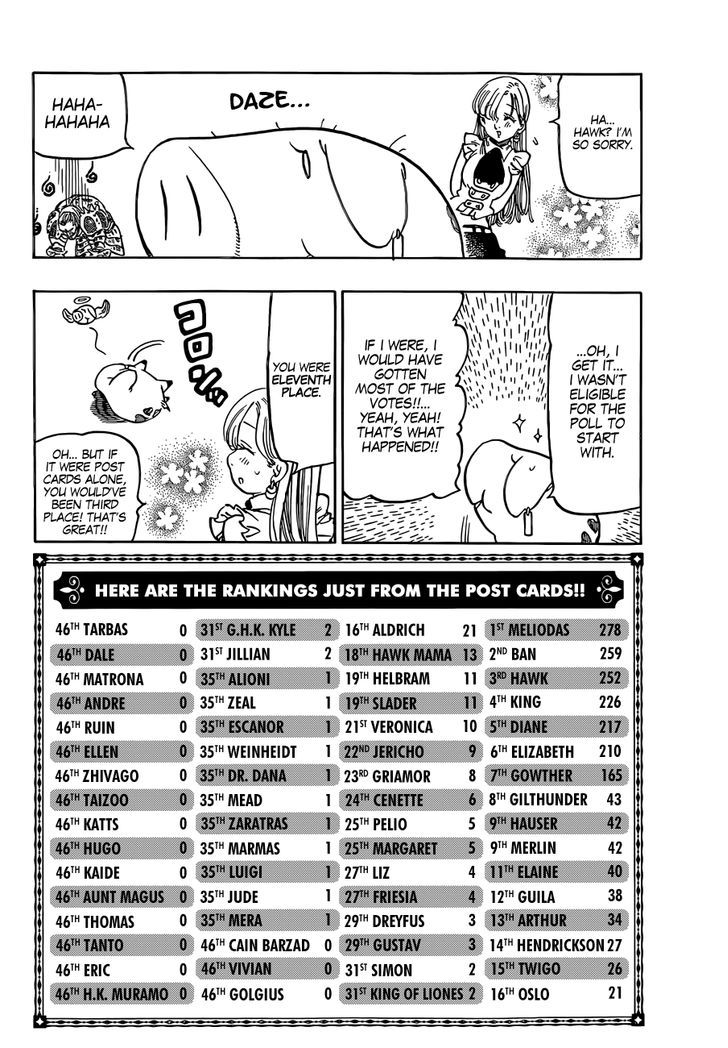 HA...
HAWK? I'M
SO SORRY.
DAZE...
HAHA-
HAHAHA
...OH, I
GET IT...
I WASN'T
ELIGIBLE
FOR THE
POLL TO
START
WITH.
IF I WERE, I
WOULD HAVE
GOTTEN
MOST OF THE
VOTES!!...
YEAH, YEAH!
THAT'S WHAT
HAPPENED!!
YOU WERE
ELEVENTH
PLACE.
OH... BUT IF
IT WERE POST
CARDS ALONE,
YOU WOULD'VE
BEEN THIRD
PLACE! THAT'S
GREAT!!
HERE ARE THE RANKINGS JUST FROM THE POST CARDS!!
1ST MELIODAS 278
2ND BAN 259
3RD HAWK 252
4TH KING 226
5TH DIANE 217
6TH ELIZABETH 210
7TH GOWTHER 165
8TH GILTHUNDER 43
9TH HAUSER 42
9TH MERLIN 42
11TH ELAINE 40
12TH GUILA 38
13TH ARTHUR 34
14TH HENDRICKSON 27
15TH TWIGO 26
16TH OSLO 21
16TH ALDRICH 21
18TH HAWK MAMA 13
19TH HELBRAM 11
19TH SLADER 11
21ST VERONICA 10
22ND JERICHO 9
23RD GRIAMOR 8
24TH CENETTE 6
25TH PELIO 5
25TH MARGARET 5
27TH LIZ 4
27TH FRIESIA 4
29TH DREYFUS 3
29TH GUSTAV 3
31ST SIMON 2
31ST KING OF LIONES 2
31ST G.H.K. KYLE 2
31ST JILLIAN 2
35TH ALIONI 1
35TH ZEAL 1
35TH ESCANOR 1
35TH WEINHEIDT 1
35TH DR. DANA 1
35TH MEAD 1
35TH ZARATRAS 1
35TH MARMAS 1
35TH LUIGI 1
35TH JUDE 1
35TH MERA 1
46TH CAIN BARZAD 0
46TH VIVIAN 0
46TH GOLGIUS 0
46TH TARBAS 0
46TH DALE 0
46TH MATRONA 0
46TH ANDRE 0
46TH RUIN 0
46TH ELLEN 0
46TH ZHIVAGO 0
46TH TAIZOO 0
46TH KATTS 0
46TH HUGO 0
46TH KAIDE 0
46TH AUNT MAGUS 0
46TH THOMAS 0
46TH TANTO 0
46TH ERIC 0
46TH H.K. MURAMO 0